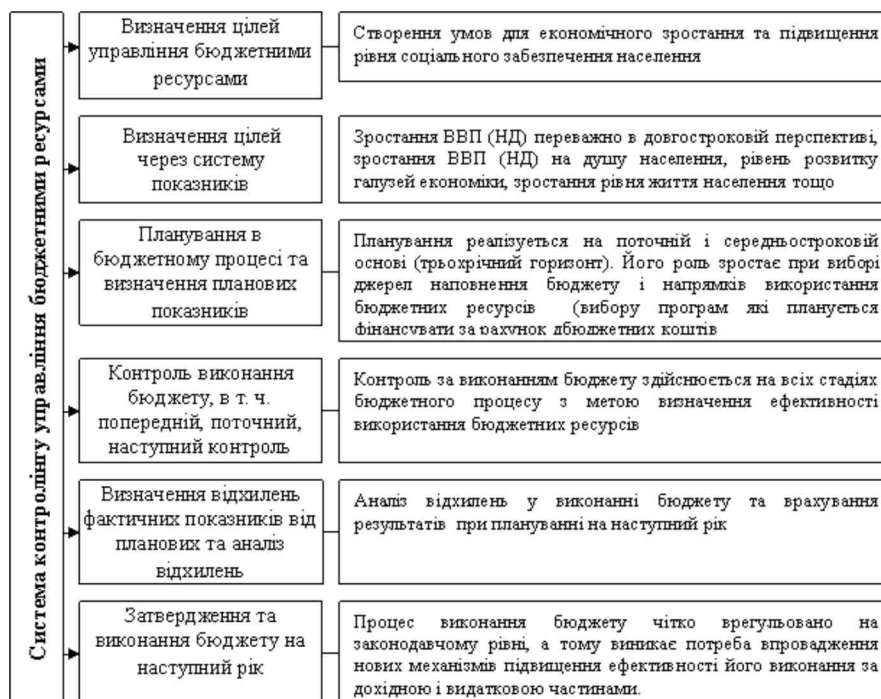 Система контролінгу управління бюджетними ресурсами
Визначення цілей
управління бюджетними
ресурсами
Створення умов для економічного зростання та підвищення
рівня соціального забезпечення населення
Визначення цілей
через систему
показників
Зростання ВВП (НД) переважно в довгостроковій перспективі,
зростання ВВП (НД) на душу населення, рівень розвитку
галузей економіки, зростання рівня життя населення тощо
Планування в
бюджетному процесі та
визначення планових
показників
Планування реалізується на поточній і середньостроковій
основі (трьохрічний горизонт). Його роль зростає при виборі
джерел наповнення бюджету і напрямків використання
бюджетних ресурсів (вибору програм які планується
фінансувати за рахунок дбюджетних коштів
Контроль виконання
бюджету, в т. ч.
попередній, поточний,
наступний контроль
Контроль за виконанням бюджету здійснюється на всіх стадіях
бюджетного процесу з метою визначення ефективності
використання бюджетних ресурсів
Визначення відхилень
фактичних показників від
планових та аналіз
відхилень
Аналіз відхилень у виконанні бюджету та врахування
результатів при плануванні на наступний рік
Затвердження та
виконання бюджету на
наступний рік
Процес виконання бюджету чітко врегульовано на
законодавчому рівні, а тому виникає потреба впровадження
нових механізмів підвищення ефективності його виконання за
дохідною і видатковою частинами.